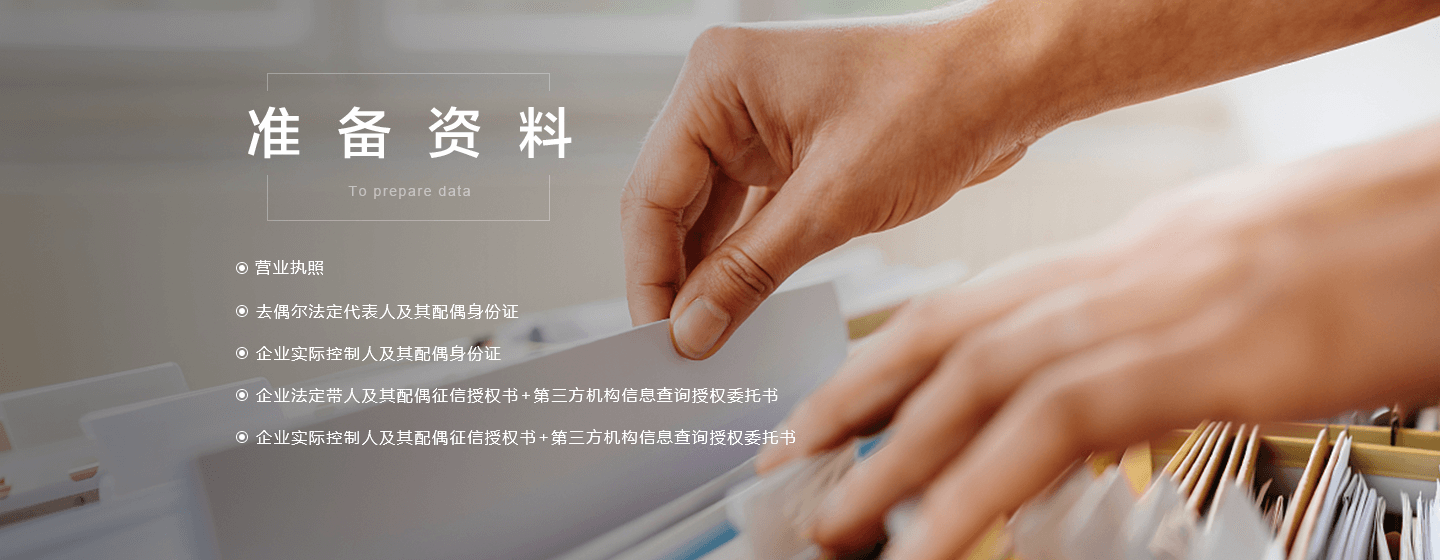 准备资料
To prepare data
营业执照
去偶尔法定代表人及其配偶身份证
企业实际控制人及其配偶身份证
企业法定带人及其配偶征信授权书+第三方机构信息查询授权委托书
企业实际控制人及其配偶征信授权书+第三方机构信息查询授权委托书